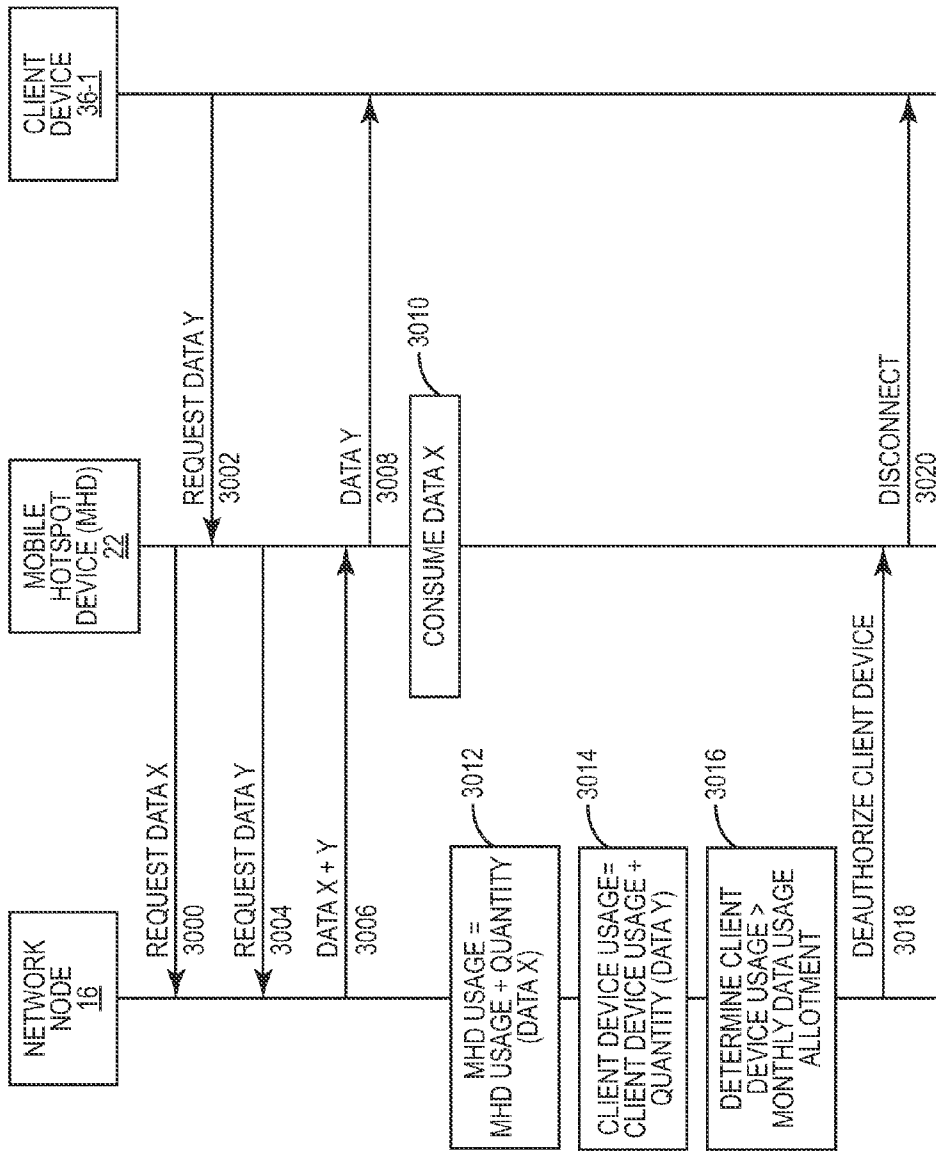 NETWORK
NODE
16
MOBILE
HOTSPOT
DEVICE (MHD)
22
CLIENT
DEVICE
36-1
REQUEST DATA X
3000
REQUEST DATA Y
3002
REQUEST DATA Y
3004
DATA X + Y
3006
DATA Y
3008
CONSUME DATA X
3010
MHD USAGE =
MHD USAGE + QUANTITY
(DATA X)
3012
CLIENT DEVICE USAGE=
CLIENT DEVICE USAGE +
QUANTITY (DATA Y)
3014
DETERMINE CLIENT
DEVICE USAGE >
MONTHLY DATA USAGE
ALLOTMENT
3016
DEAUTHORIZE CLIENT DEVICE
3018
DISCONNECT
3020